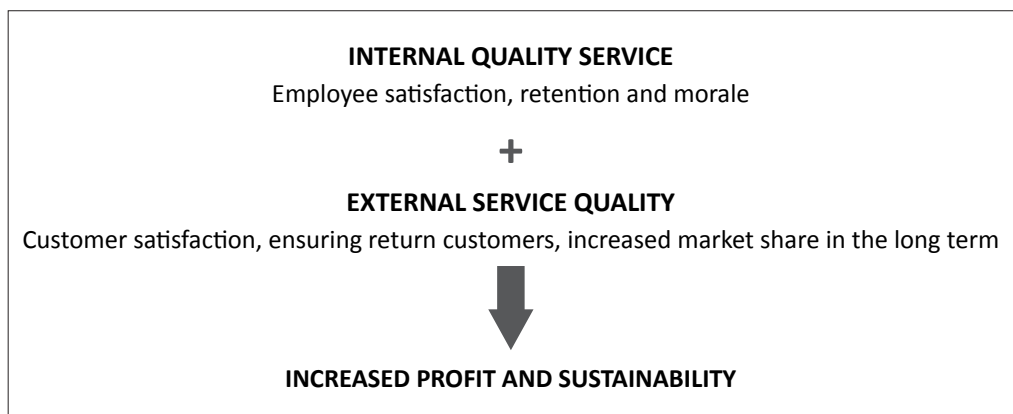 INTERNAL QUALITY SERVICE
Employee satisfaction, retention and morale
+
EXTERNAL SERVICE QUALITY
Customer satisfaction, ensuring return customers, increased market share in the long term
INCREASED PROFIT AND SUSTAINABILITY